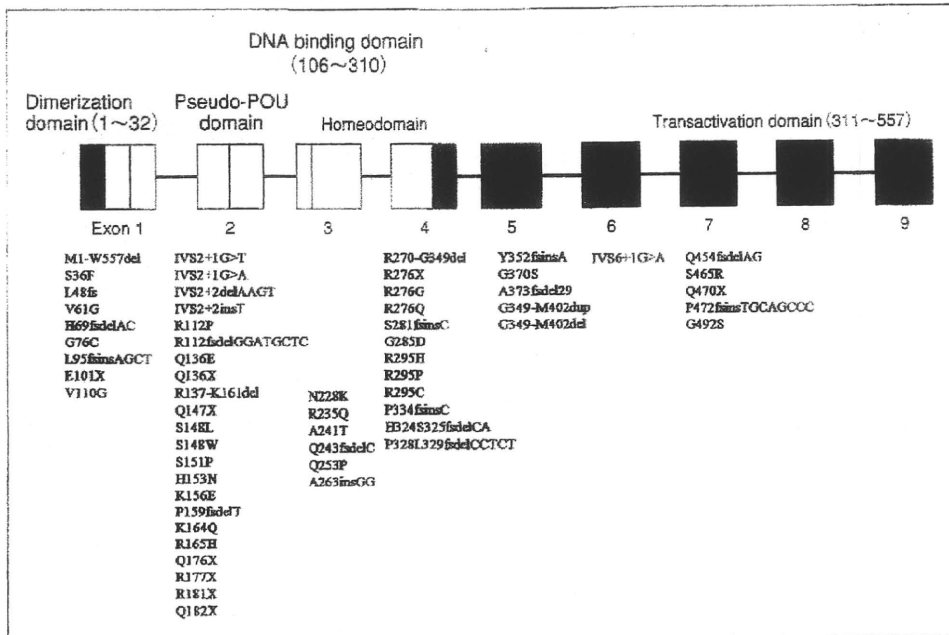 DNA binding domain
(106~310)
Dimerization
domain (1~32)
Pseudo-POU
domain
Homeodomain
Transactivation domain (311~557)
Exon 1
2
3
4
5
6
7
8
9
M1-W557del
S36F
L48fs
V61G
H69fsdelAC
G76C
L95fsinsAGCT
E101X
V110G
IVS2+1G>T
IVS2+1G>A
IVS2+2delAAGT
IVS2+2insT
R112P
R112fsdelGGATGCTC
Q136E
Q136X
R137-K161del
Q147X
S148L
S148W
S151P
H153N
K156E
P159fsdelT
K164Q
R165H
Q176X
R177X
R181X
Q182X
N228K
R235Q
A241T
Q243fsdelC
Q253P
A263insGG
R270-G349del
R276X
R276G
R276Q
S281fsinsC
G285D
R295H
R295P
R295C
P334fsinsC
H324S325fsdelCA
P328L329fsdelCCTCT
Y352fsinsA
G370S
A373fsdel29
G349-M402dup
G349-M402del
IVS6+1G>A
Q454fsdelAG
S465R
Q470X
P472fsinsTGCAGCCC
G492S